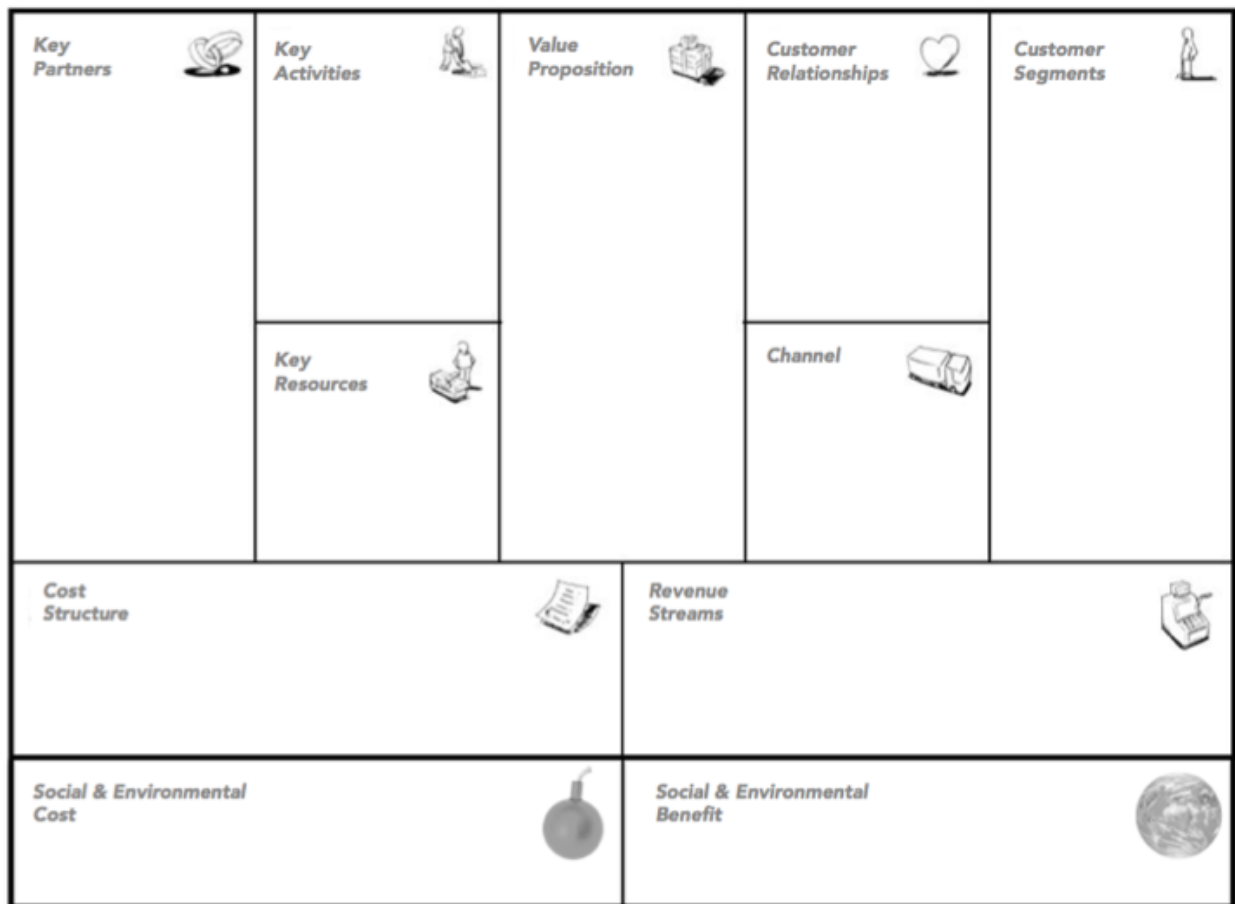 Key
Partners
Key
Activities
Value
Proposition
Customer
Relationships
Customer
Segments
Key
Resources
Channel
Cost
Structure
Revenue
Streams
Social & Environmental
Cost
Social & Environmental
Benefit